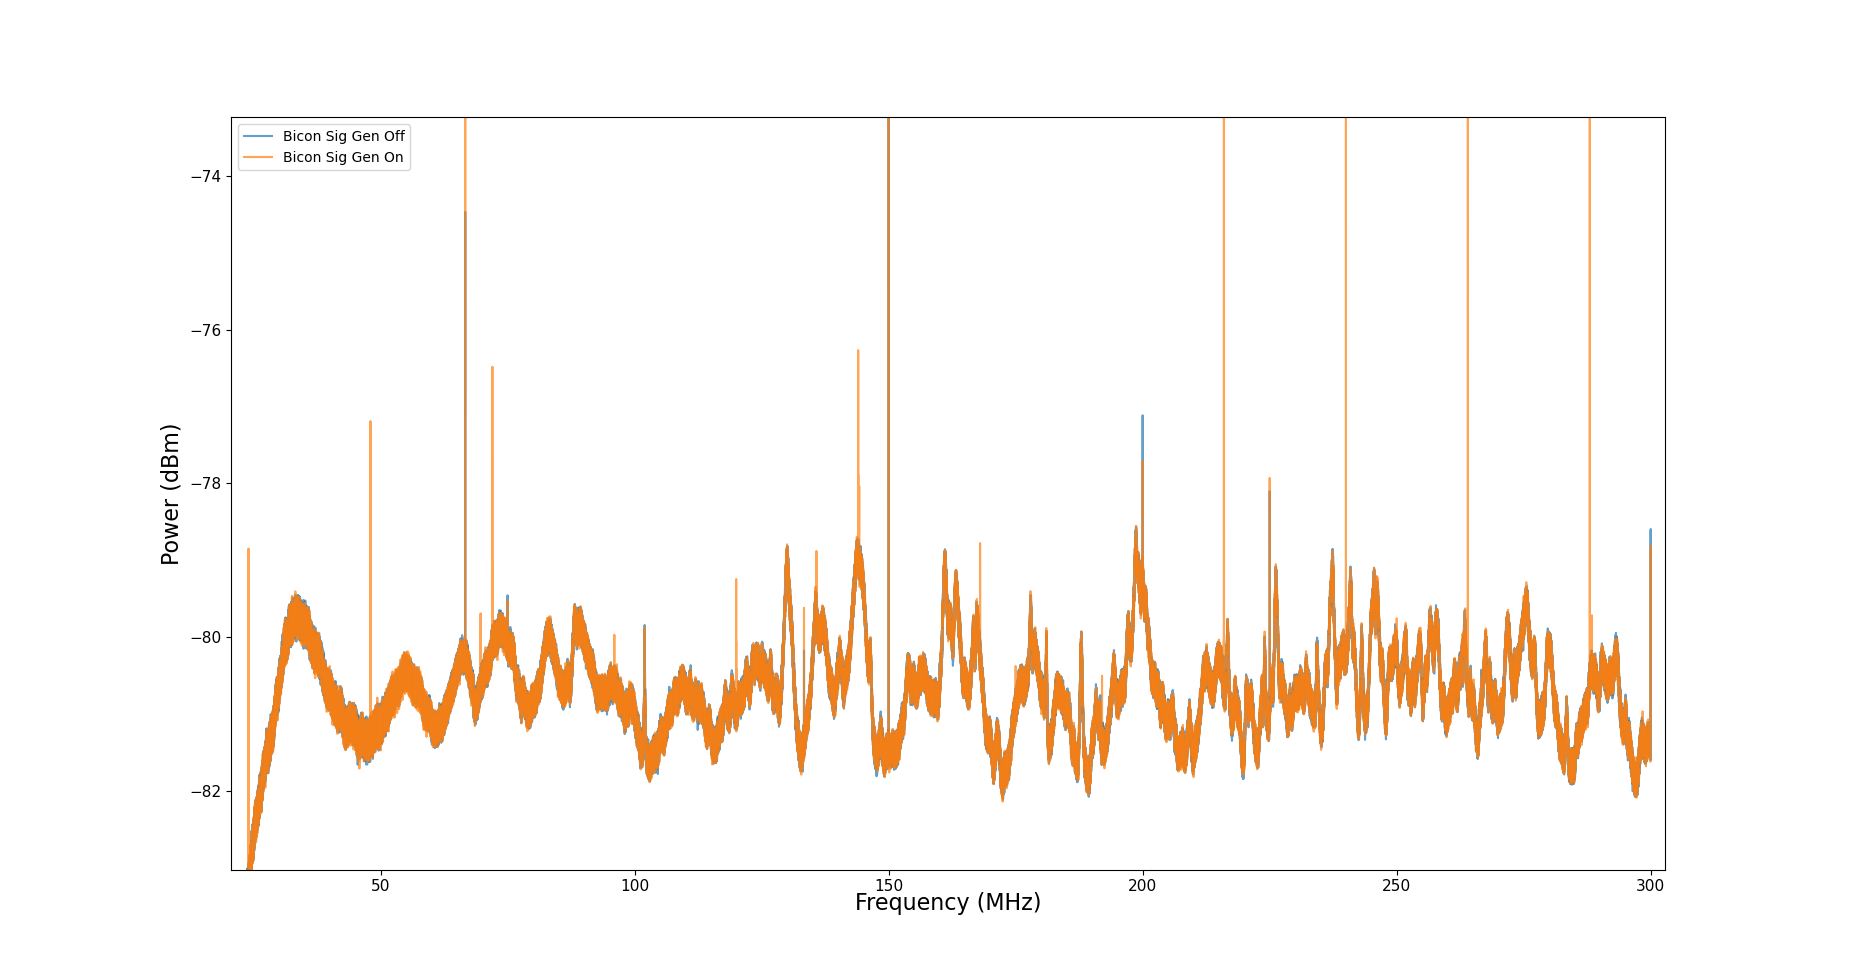 Bicon Sig Gen Off
Bicon Sig Gen On
−74
−76
−78
−80
−82
Power (dBm)
50 100 150 200 250 300
Frequency (MHz)